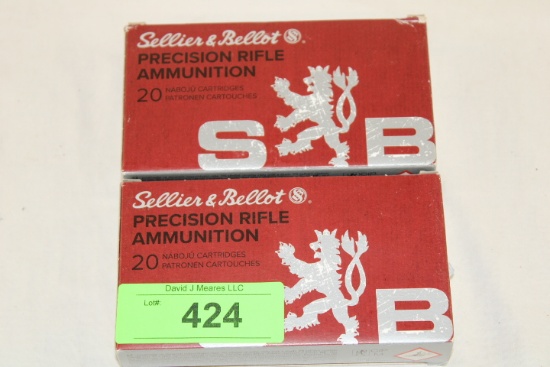 Sellier & Bellot S B ®
PRECISION RIFLE
AMMUNITION
20 NÁBOJŮ CARTRIDGES
PATRONEN CARTOUCHES
S B
Sellier & Bellot S B ®
PRECISION RIFLE
AMMUNITION
20 NÁBOJŮ CARTRIDGES
PATRONEN CARTOUCHES
David J Meares LLC
Lot#:
424
B